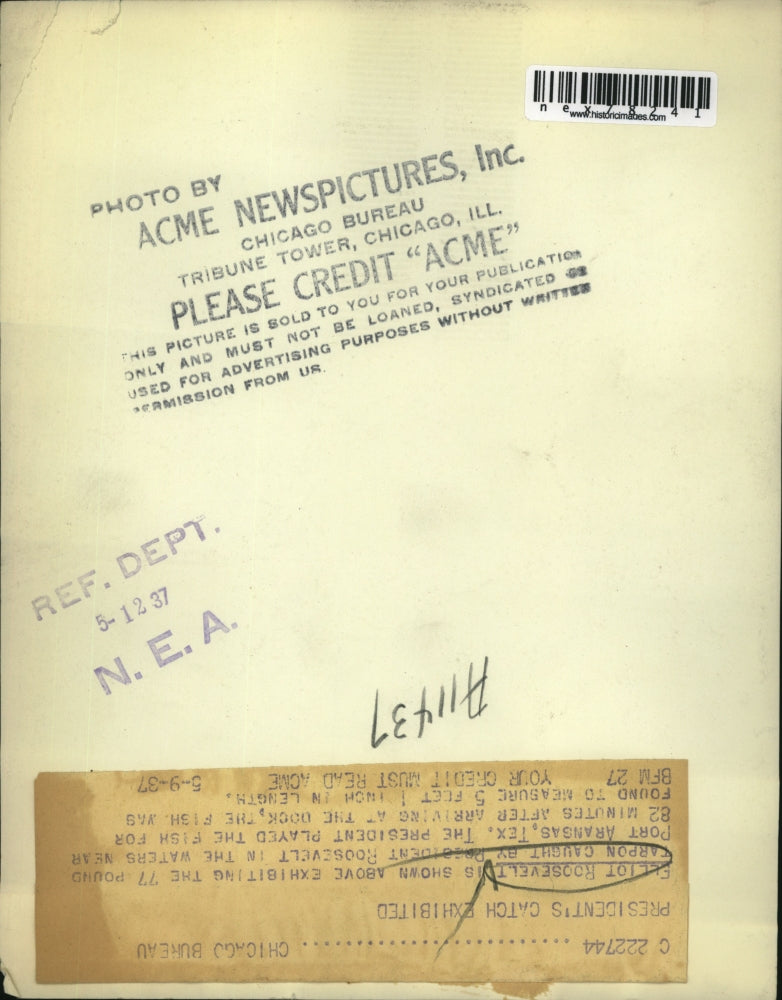 nex78241
www.historicimages.com
PHOTO BY
ACME NEWSPICTURES, Inc.
CHICAGO BUREAU
TRIBUNE TOWER, CHICAGO, ILL.
PLEASE CREDIT “ACME”
THIS PICTURE IS SOLD TO YOU FOR YOUR PUBLICATION
ONLY AND MUST NOT BE LOANED, SYNDICATED OR
USED FOR ADVERTISING PURPOSES WITHOUT WRITTEN
PERMISSION FROM US.
REF. DEPT.
5-12 37
N. E. A.
A11437
C 222744 .......................... CHICAGO BUREAU
PRESIDENT'S CATCH EXHIBITED
ELLIOT ROOSEVELT IS SHOWN ABOVE EXHIBITING THE 77 POUND
TARPON CAUGHT BY PRESIDENT ROOSEVELT IN THE WATERS NEAR
PORT ARANSAS, TEX. THE PRESIDENT PLAYED THE FISH FOR
82 MINUTES AFTER ARRIVING AT THE DOCK, THE FISH WAS
FOUND TO MEASURE 5 FEET 1 INCH IN LENGTH.
BFM 27 YOUR CREDIT MUST READ ACME 5-9-37